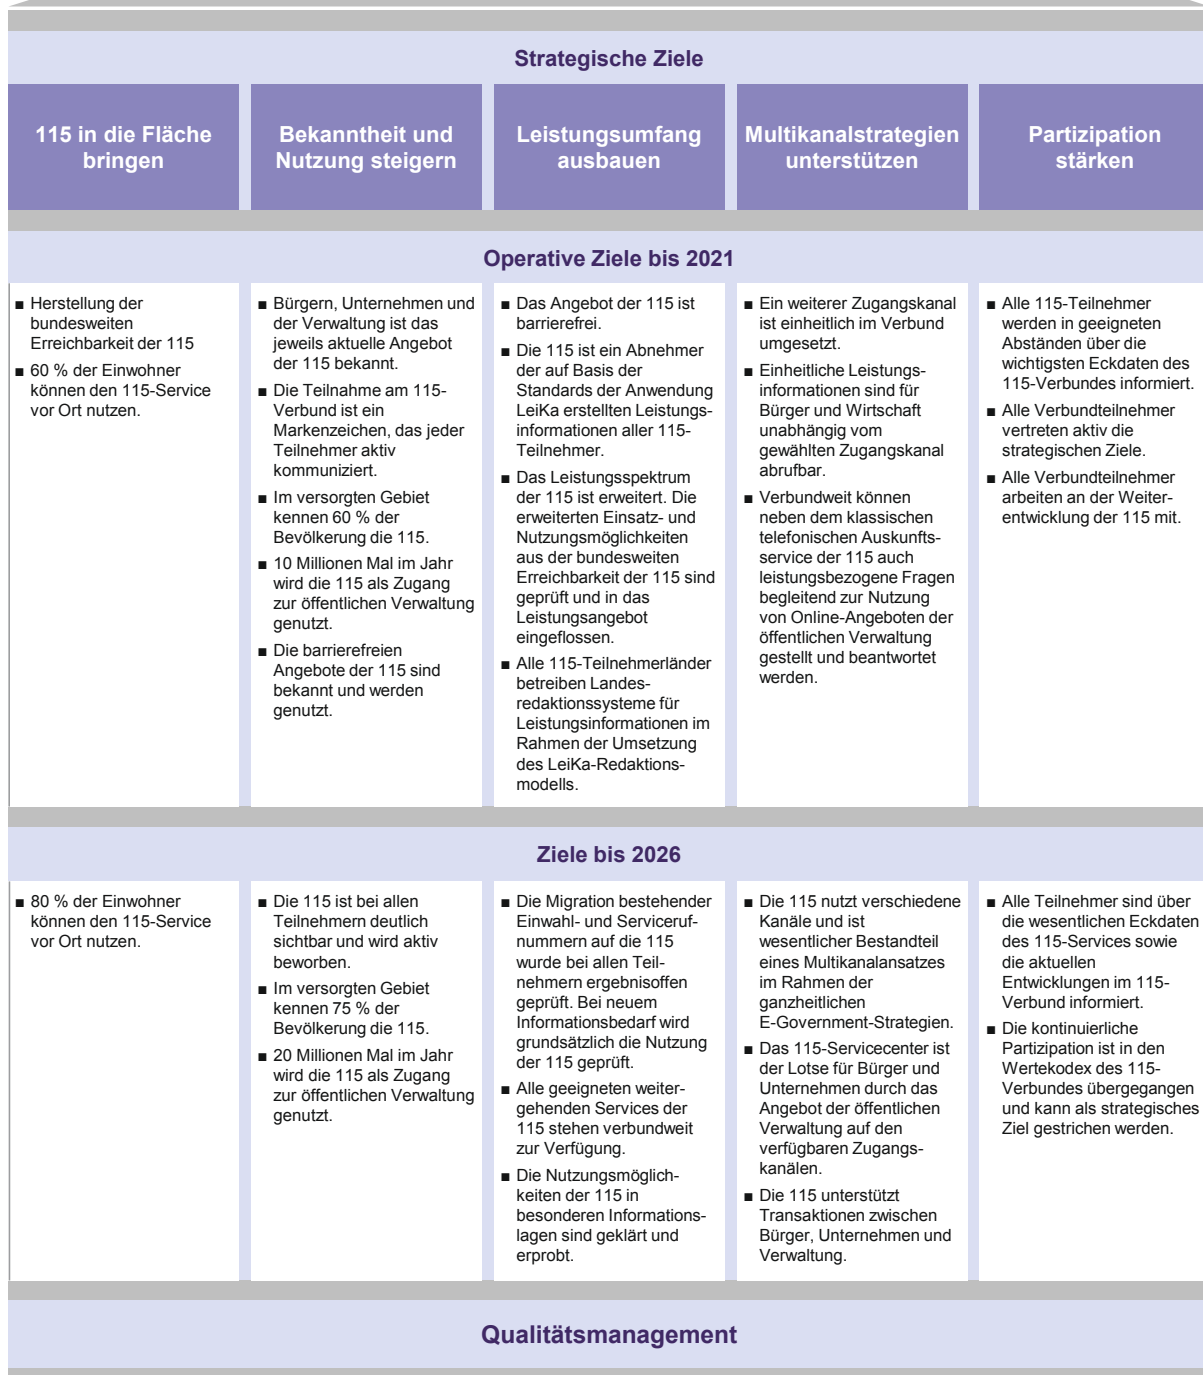 Strategische Ziele
115 in die Fläche
bringen
Bekanntheit und
Nutzung steigern
Leistungsumfang
ausbauen
Multikanalstrategien
unterstützen
Partizipation
stärken
Operative Ziele bis 2021
■ Herstellung der
bundesweiten
Erreichbarkeit der 115
■ 60 % der Einwohner
können den 115-Service
vor Ort nutzen.
■ Bürgern, Unternehmen und
der Verwaltung ist das
jeweils aktuelle Angebot
der 115 bekannt.
■ Die Teilnahme am 115-
Verbund ist ein
Markenzeichen, das jeder
Teilnehmer aktiv
kommuniziert.
■ Im versorgten Gebiet
kennen 60 % der
Bevölkerung die 115.
■ 10 Millionen Mal im Jahr
wird die 115 als Zugang
zur öffentlichen Verwaltung
genutzt.
■ Die barrierefreien
Angebote der 115 sind
bekannt und werden
genutzt.
■ Das Angebot der 115 ist
barrierefrei.
■ Die 115 ist ein Abnehmer
der auf Basis der
Standards der Anwendung
LeiKa erstellten Leistungs-
informationen aller 115-
Teilnehmer.
■ Das Leistungsspektrum
der 115 ist erweitert. Die
erweiterten Einsatz- und
Nutzungsmöglichkeiten
aus der bundesweiten
Erreichbarkeit der 115 sind
geprüft und in das
Leistungsangebot
eingeflossen.
■ Alle 115-Teilnehmerländer
betreiben Landes-
redaktionssysteme für
Leistungsinformationen im
Rahmen der Umsetzung
des LeiKa-Redaktions-
modells.
■ Ein weiterer Zugangskanal
ist einheitlich im Verbund
umgesetzt.
■ Einheitliche Leistungs-
informationen sind für
Bürger und Wirtschaft
unabhängig vom
gewählten Zugangskanal
abrufbar.
■ Verbundweit können
neben dem klassischen
telefonischen Auskunfts-
service der 115 auch
leistungsbezogene Fragen
begleitend zur Nutzung
von Online-Angeboten der
öffentlichen Verwaltung
gestellt und beantwortet
werden.
■ Alle 115-Teilnehmer
werden in geeigneten
Abständen über die
wichtigsten Eckdaten des
115-Verbundes informiert.
■ Alle Verbundteilnehmer
vertreten aktiv die
strategischen Ziele.
■ Alle Verbundteilnehmer
arbeiten an der Weiter-
entwicklung der 115 mit.
Ziele bis 2026
■ 80 % der Einwohner
können den 115-Service
vor Ort nutzen.
■ Die 115 ist bei allen
Teilnehmern deutlich
sichtbar und wird aktiv
beworben.
■ Im versorgten Gebiet
kennen 75 % der
Bevölkerung die 115.
■ 20 Millionen Mal im Jahr
wird die 115 als Zugang
zur öffentlichen Verwaltung
genutzt.
■ Die Migration bestehender
Einwahl- und Serviceruf-
nummern auf die 115
wurde bei allen Teil-
nehmern ergebnisoffen
geprüft. Bei neuem
Informationsbedarf wird
grundsätzlich die Nutzung
der 115 geprüft.
■ Alle geeigneten weiter-
gehenden Services der
115 stehen verbundweit
zur Verfügung.
■ Die Nutzungsmöglich-
keiten der 115 in
besonderen Informations-
lagen sind geklärt und
erprobt.
■ Die 115 nutzt verschiedene
Kanäle und ist
wesentlicher Bestandteil
eines Multikanalansatzes
im Rahmen der
ganzheitlichen
E-Government-Strategien.
■ Das 115-Servicecenter ist
der Lotse für Bürger und
Unternehmen durch das
Angebot der öffentlichen
Verwaltung auf den
verfügbaren Zugangs-
kanälen.
■ Die 115 unterstützt
Transaktionen zwischen
Bürger, Unternehmen und
Verwaltung.
■ Alle Teilnehmer sind über
die wesentlichen Eckdaten
des 115-Services sowie
die aktuellen
Entwicklungen im 115-
Verbund informiert.
■ Die kontinuierliche
Partizipation ist in den
Wertekodex des 115-
Verbundes übergegangen
und kann als strategisches
Ziel gestrichen werden.
Qualitätsmanagement